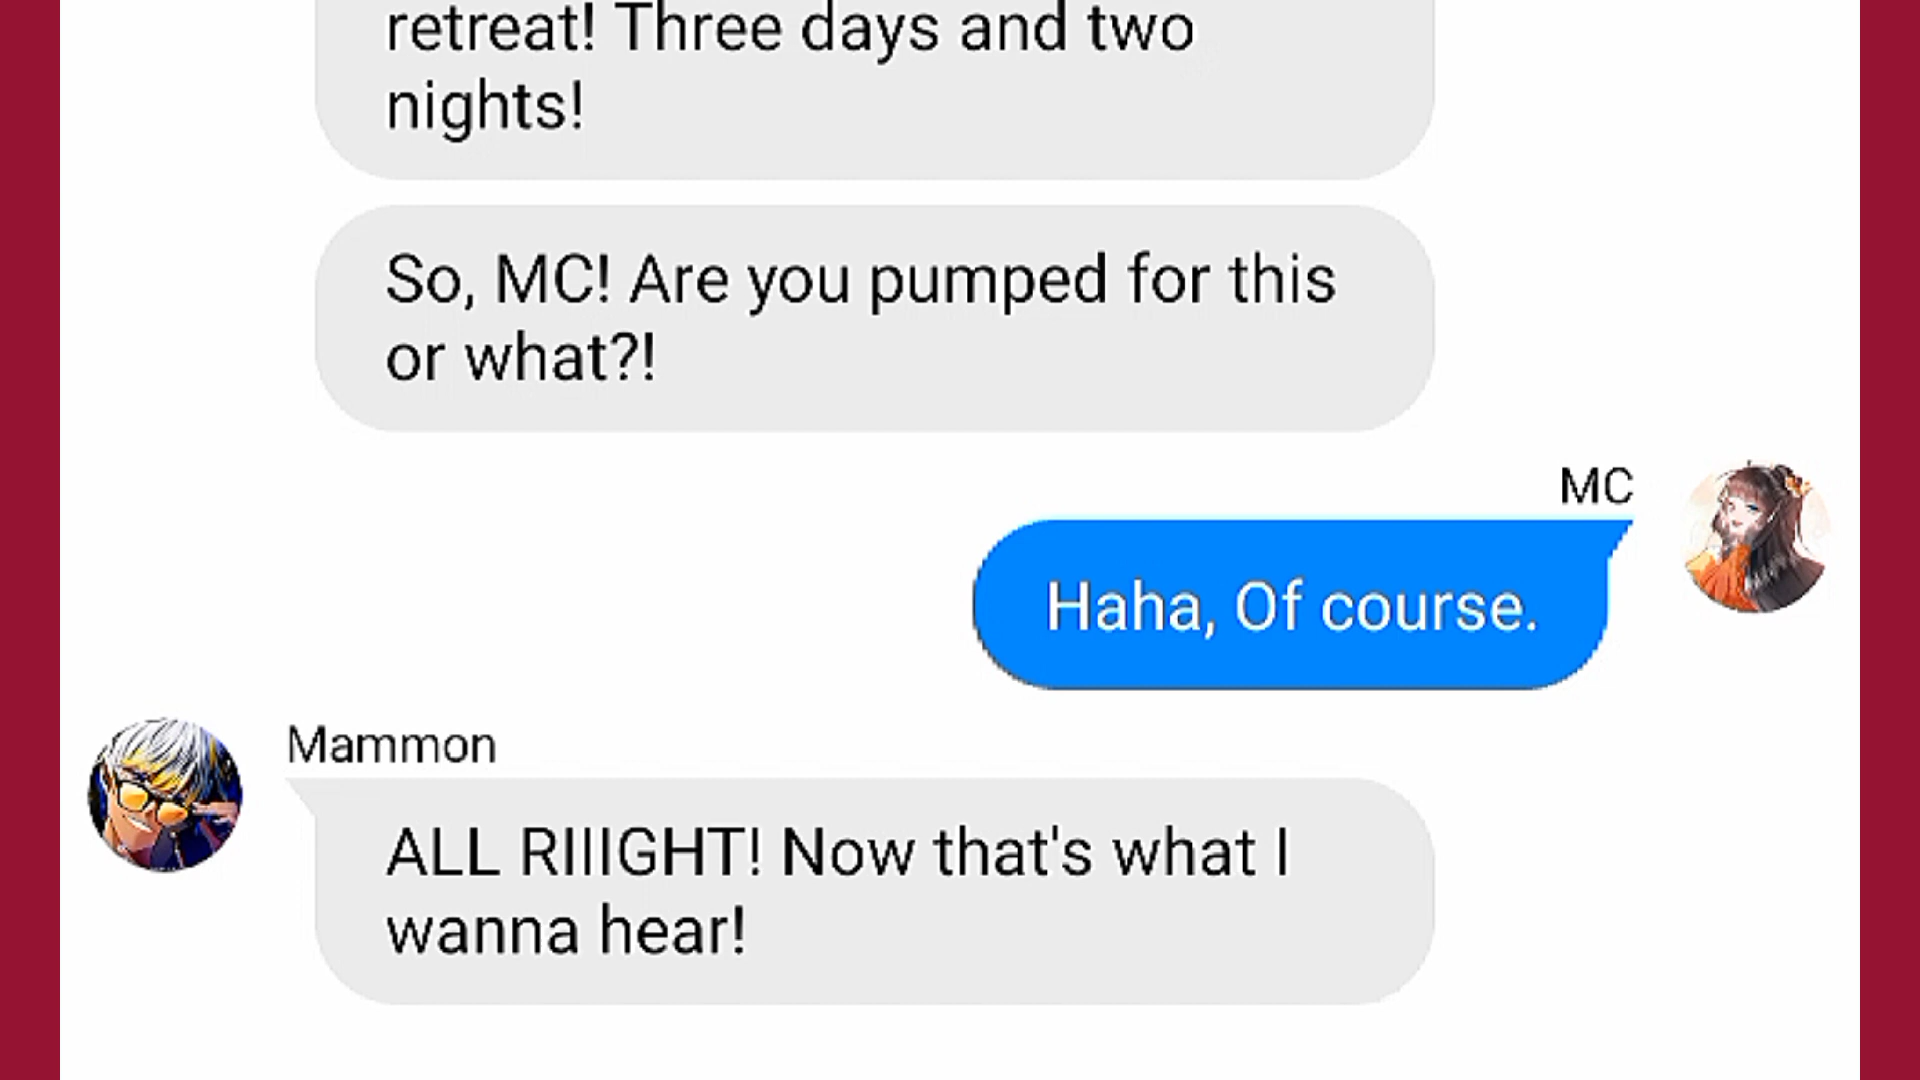 retreat! Three days and two
nights!
So, MC! Are you pumped for this
or what?!
MC
Haha, Of course.
Mammon
ALL RIIIGHT! Now that's what I
wanna hear!